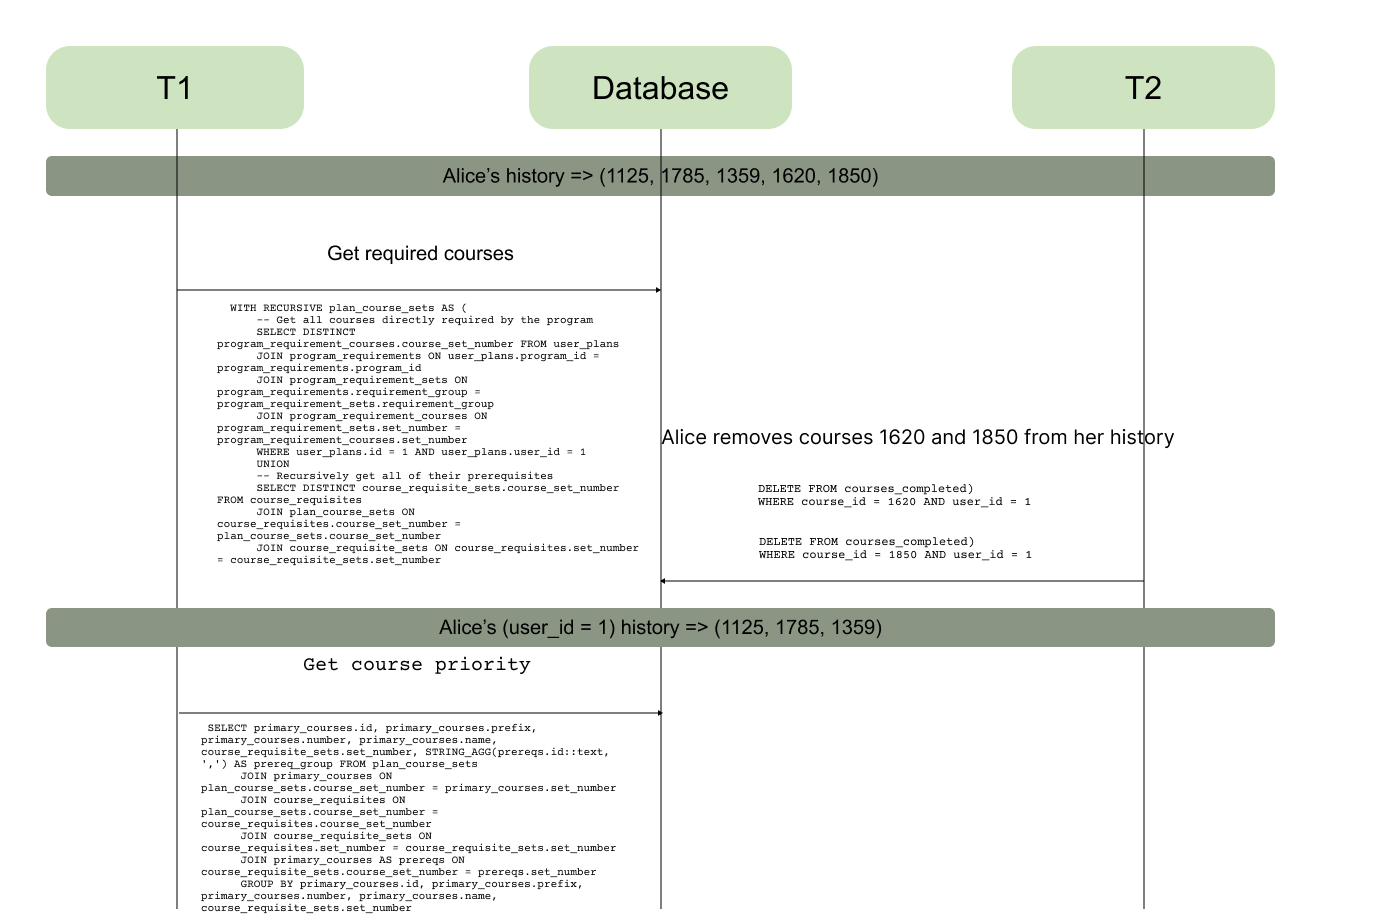 T1
Database
T2
Alice's history => (1125, 1785, 1359, 1620, 1850)
Get required courses
WITH RECURSIVE plan_course_sets AS (
-- Get all courses directly required by the program
SELECT DISTINCT
program_requirement_courses.course_set_number FROM user_plans
JOIN program_requirements ON user_plans.program_id =
program_requirements.program_id
JOIN program_requirement_sets ON
program_requirements.requirement_group =
program_requirement_sets.requirement_group
JOIN program_requirement_courses ON
program_requirement_sets.set_number =
program_requirement_courses.set_number
WHERE user_plans.id = 1 AND user_plans.user_id = 1
UNION
-- Recursively get all of their prerequisites
SELECT DISTINCT course_requisite_sets.course_set_number
FROM course_requisites
JOIN plan_course_sets ON
course_requisites.course_set_number =
plan_course_sets.course_set_number
JOIN course_requisite_sets ON course_requisites.set_number
= course_requisite_sets.set_number
Alice removes courses 1620 and 1850 from her history
DELETE FROM courses_completed)
WHERE course_id = 1620 AND user_id = 1
DELETE FROM courses_completed)
WHERE course_id = 1850 AND user_id = 1
Alice's (user_id = 1) history => (1125, 1785, 1359)
Get course priority
SELECT primary_courses.id, primary_courses.prefix,
primary_courses.number, primary_courses.name,
course_requisite_sets.set_number, STRING_AGG(prereqs.id::text,
',') AS prereq_group FROM plan_course_sets
JOIN primary_courses ON
plan_course_sets.course_set_number = primary_courses.set_number
JOIN course_requisites ON
plan_course_sets.course_set_number =
course_requisites.course_set_number
JOIN course_requisite_sets ON
course_requisites.set_number = course_requisite_sets.set_number
JOIN primary_courses AS prereqs ON
course_requisite_sets.course_set_number = prereqs.set_number
GROUP BY primary_courses.id, primary_courses.prefix,
primary_courses.number, primary_courses.name,
course_requisite_sets.set_number